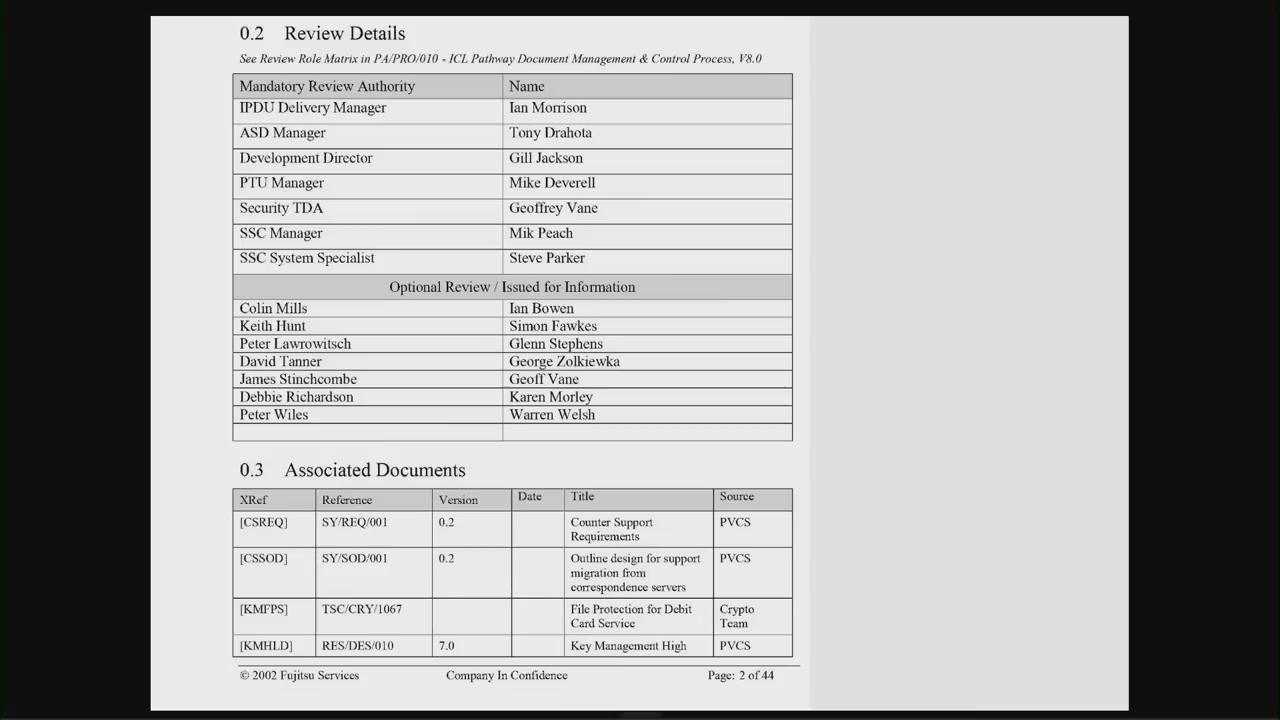 0.2 Review Details
See Review Role Matrix in PA/PRO/010 - ICL Pathway Document Management & Control Process, V8.0
Mandatory Review Authority Name
IPDU Delivery Manager Ian Morrison
ASD Manager Tony Drahota
Development Director Gill Jackson
PTU Manager Mike Deverell
Security TDA Geoffrey Vane
SSC Manager Mik Peach
SSC System Specialist Steve Parker
Optional Review / Issued for Information
Colin Mills Ian Bowen
Keith Hunt Simon Fawkes
Peter Lawrowitsch Glenn Stephens
David Tanner George Zolkiewka
James Stinchcombe Geoff Vane
Debbie Richardson Karen Morley
Peter Wiles Warren Welsh
0.3 Associated Documents
XRef Reference Version Date Title Source
[CSREQ] SY/REQ/001 0.2 Counter Support PVCS
Requirements
[CSSOD] SY/SOD/001 0.2 Outline design for support PVCS
migration from
correspondence servers
[KMFPS] TSC/CRY/1067 File Protection for Debit Crypto
Card Service Team
[KMHLD] RES/DES/010 7.0 Key Management High PVCS
© 2002 Fujitsu Services Company In Confidence Page: 2 of 44